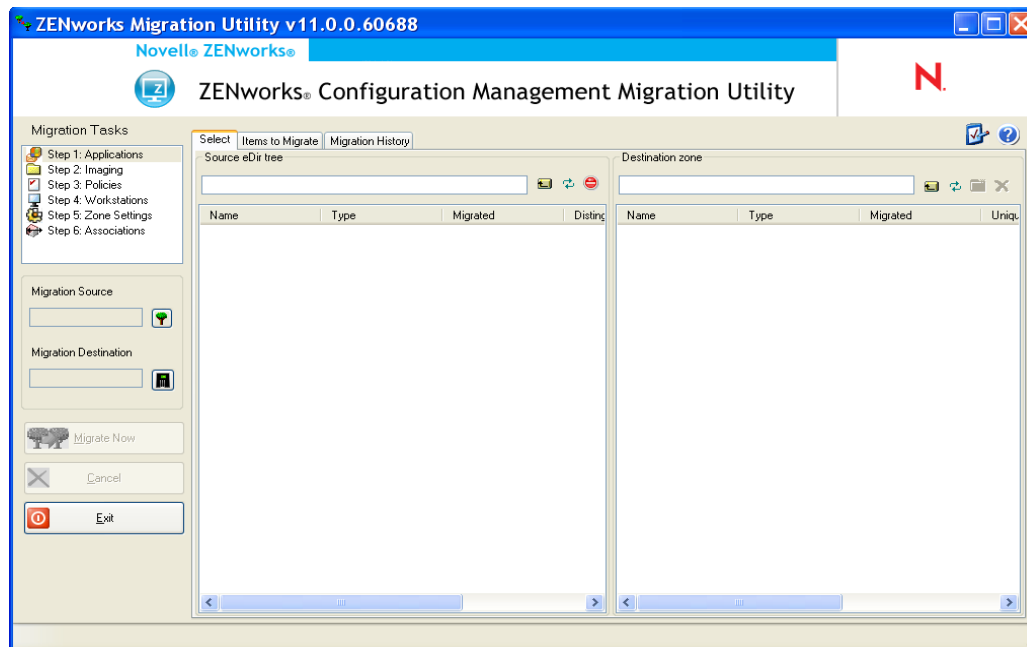 ZENworks Migration Utility v11.0.0.60688
Novell® ZENworks®
ZENworks® Configuration Management Migration Utility
N.
Migration Tasks
Step 1: Applications
Step 2: Imaging
Step 3: Policies
Step 4: Workstations
Step 5: Zone Settings
Step 6: Associations
Migration Source
Migration Destination
Migrate Now
Cancel
Exit
Select Items to Migrate Migration History
Source eDir tree
Name Type Migrated Disting
Destination zone
Name Type Migrated Uniqu